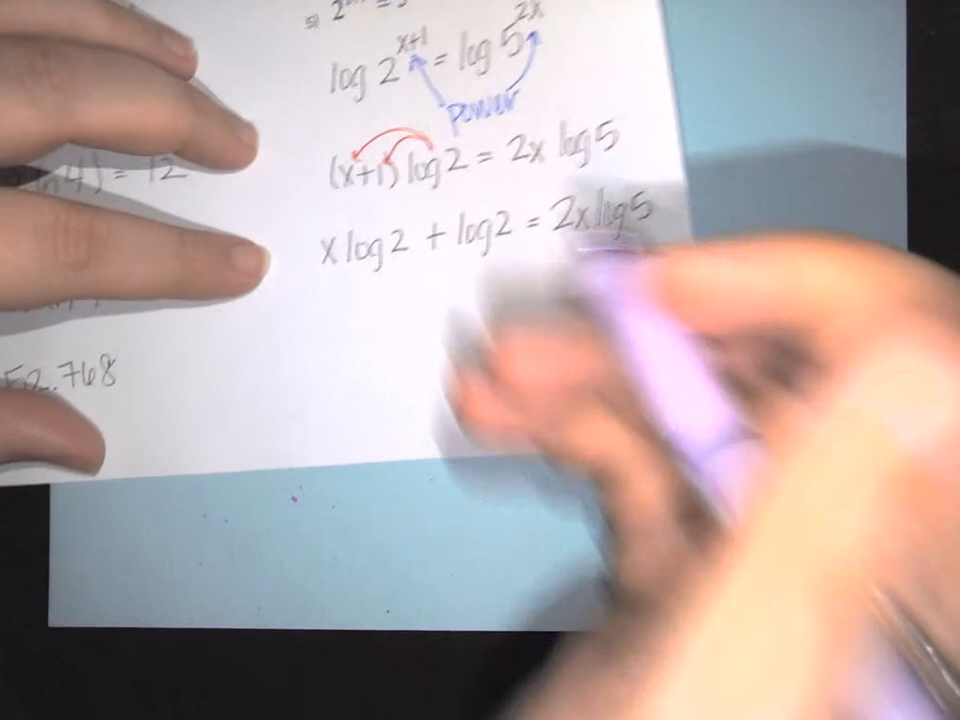 log 2^(x+1) = log 5^(2x)
Power
(x+1) log 2 = 2x log 5
x log 2 + log 2 = 2x log 5
4) = 12
52.768